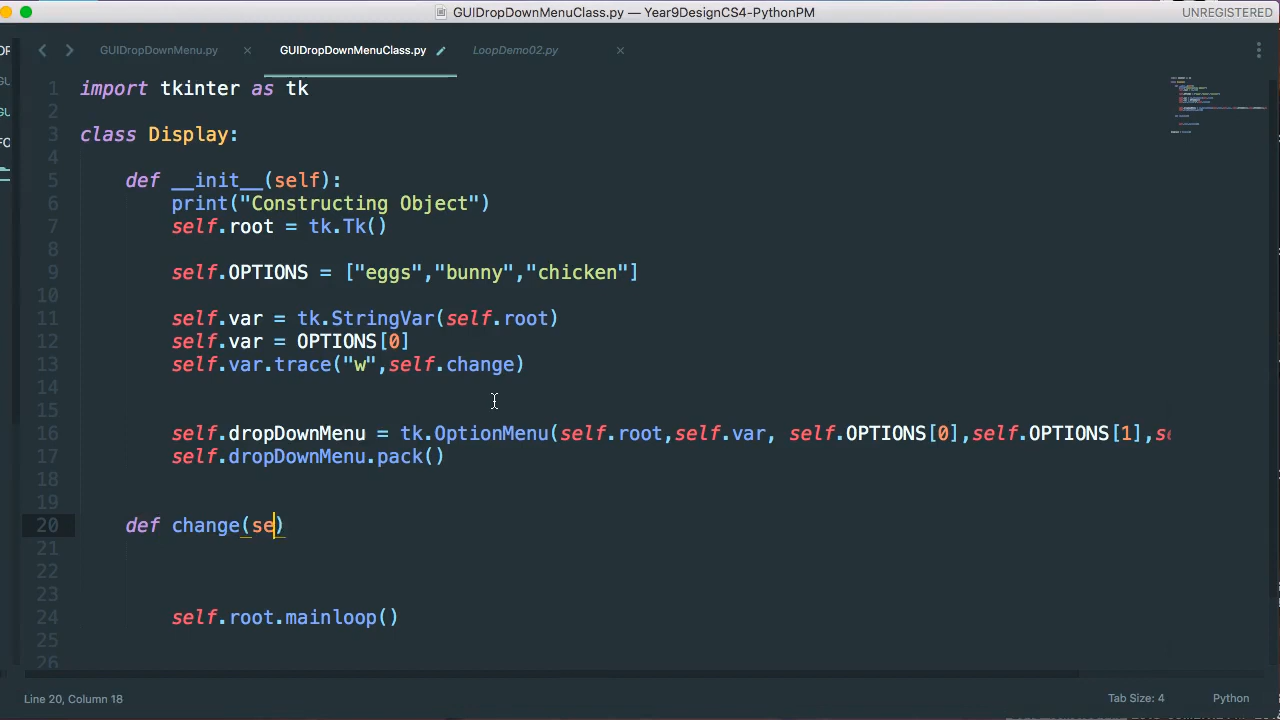 GUIDropDownMenuClass.py — Year9DesignCS4-PythonPM
UNREGISTERED
GUIDropDownMenu.py
GUIDropDownMenuClass.py
LoopDemo02.py
1 import tkinter as tk
2
3 class Display:
4
5 def __init__(self):
6 print("Constructing Object")
7 self.root = tk.Tk()
8
9 self.OPTIONS = ["eggs","bunny","chicken"]
10
11 self.var = tk.StringVar(self.root)
12 self.var = OPTIONS[0]
13 self.var.trace("w",self.change)
14
15
16 self.dropDownMenu = tk.OptionMenu(self.root,self.var, self.OPTIONS[0],self.OPTIONS[1],se
17 self.dropDownMenu.pack()
18
19
20 def change(se)
21
22
23
24 self.root.mainloop()
25
26
Line 20, Column 18
Tab Size: 4
Python